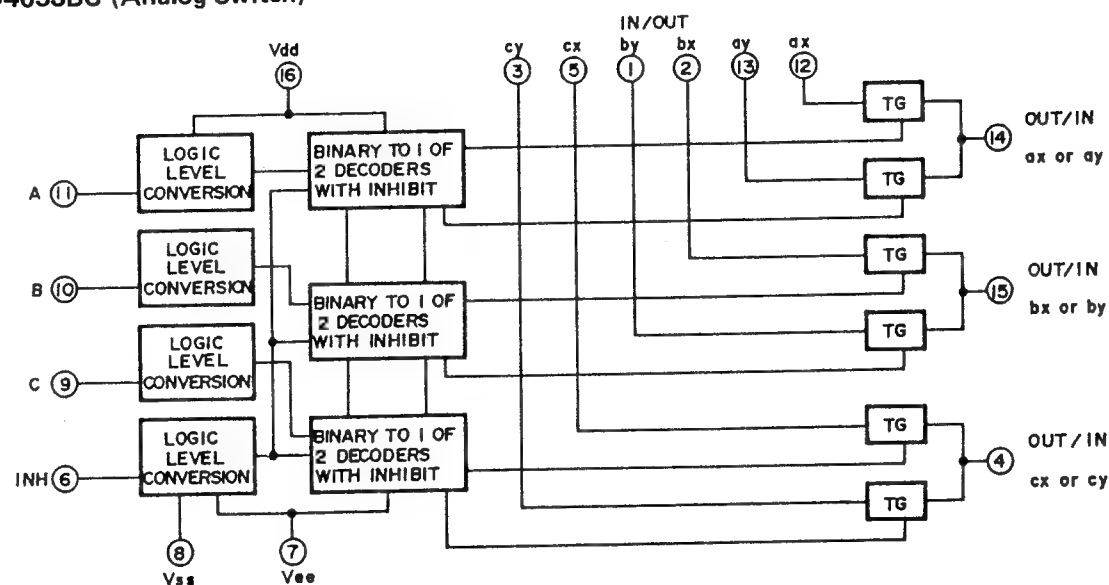 (Analog Switch)
IN/OUT
Vdd
cy cx by bx ay ax
16
3 5 1 2 13 12
TG
LOGIC
LEVEL
CONVERSION
BINARY TO 1 OF
2 DECODERS
WITH INHIBIT
A 11
TG
14
OUT/IN
ax or ay
LOGIC
LEVEL
CONVERSION
B 10
BINARY TO 1 OF
2 DECODERS
WITH INHIBIT
TG
TG
15
OUT/IN
bx or by
LOGIC
LEVEL
CONVERSION
C 9
LOGIC
LEVEL
CONVERSION
INH 6
BINARY TO 1 OF
2 DECODERS
WITH INHIBIT
TG
TG
4
OUT/IN
cx or cy
8
Vss
7
Vee